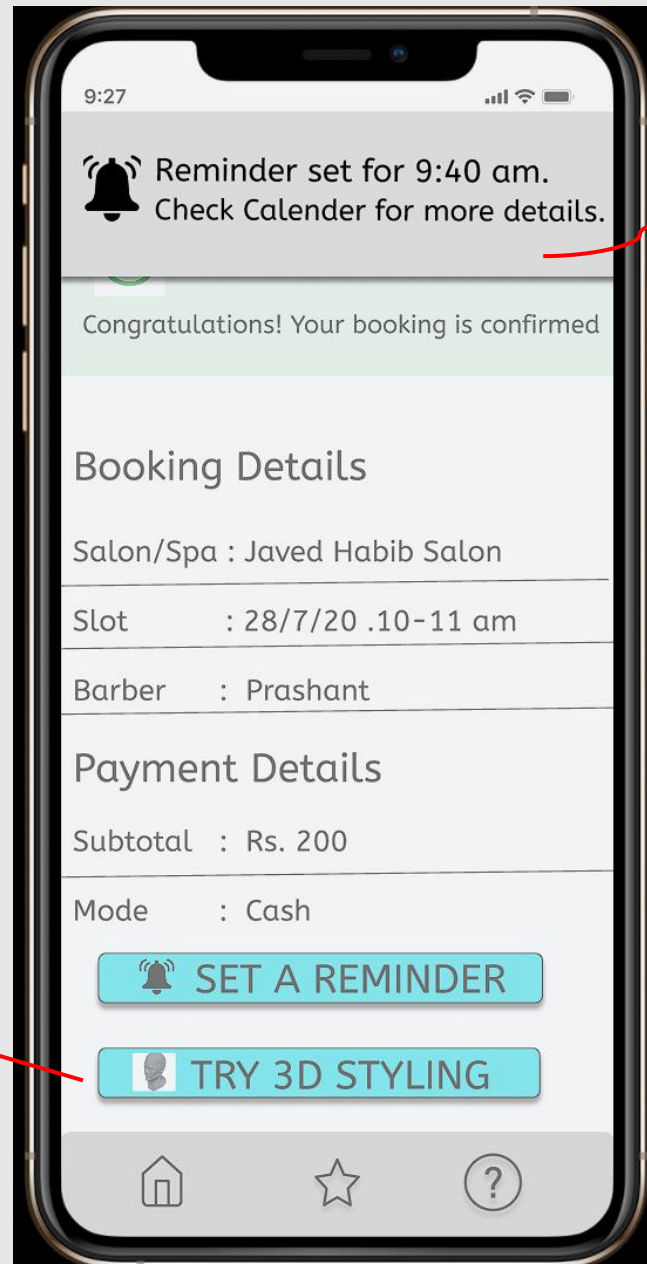 9:27
Reminder set for 9:40 am.
Check Calender for more details.
Congratulations! Your booking is confirmed
Booking Details
Salon/Spa : Javed Habib Salon
Slot : 28/7/20 .10-11 am
Barber : Prashant
Payment Details
Subtotal : Rs. 200
Mode : Cash
SET A REMINDER
TRY 3D STYLING
?